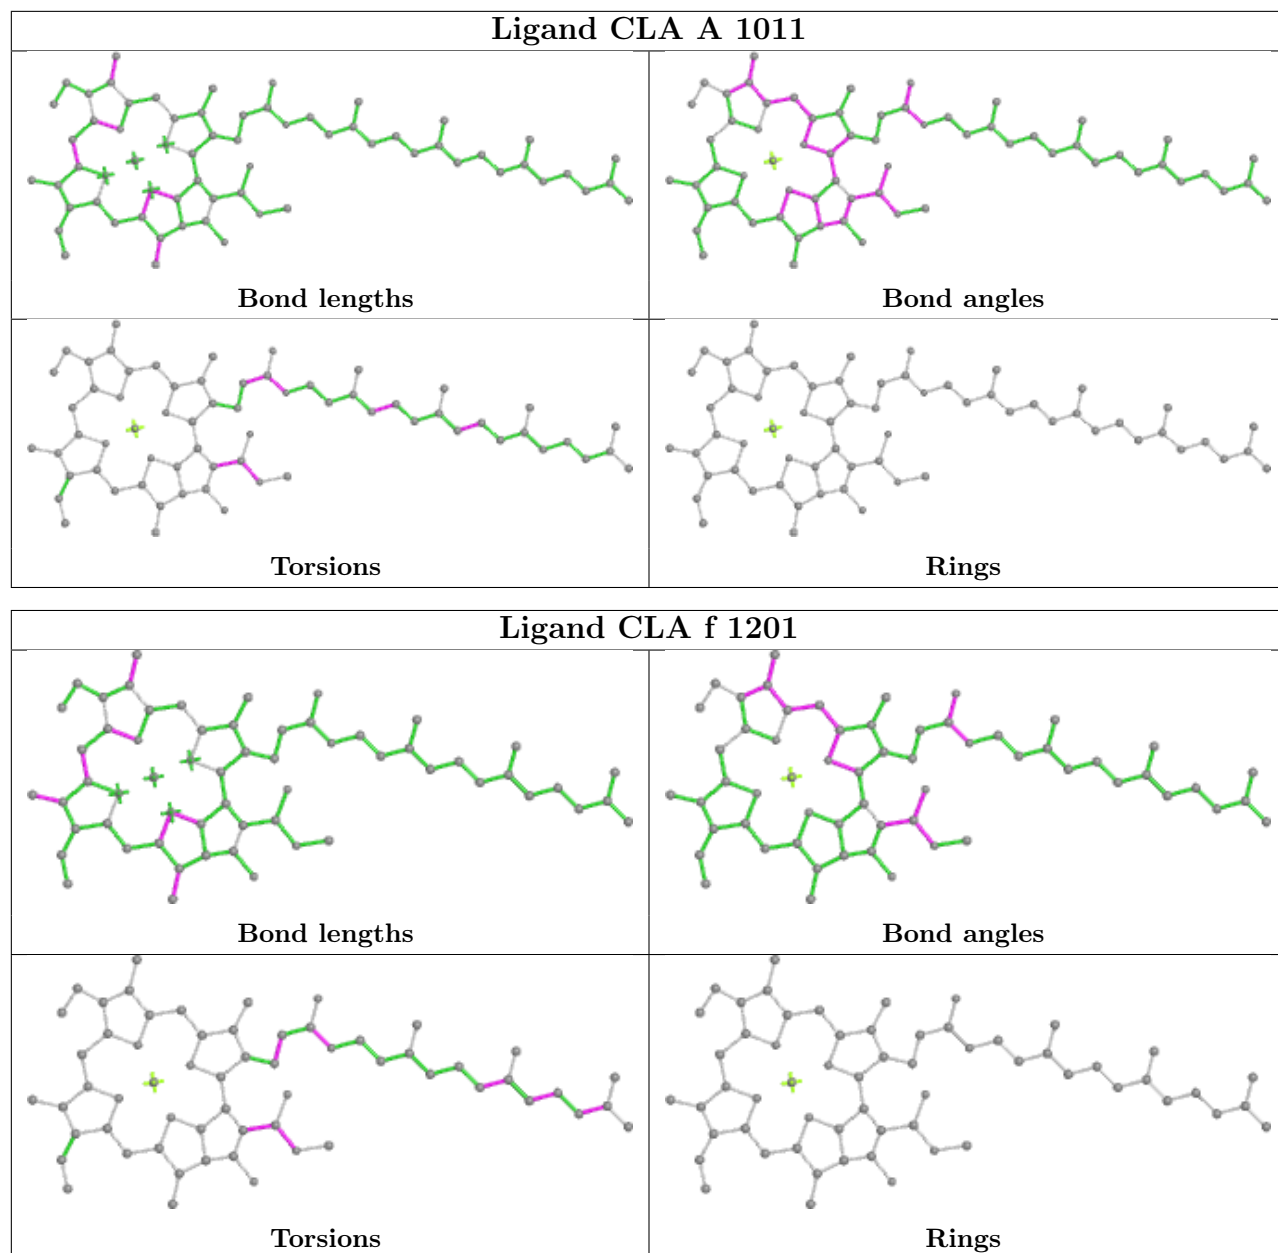 Ligand CLA A 1011
Bond lengths
Bond angles
Torsions
Rings
Ligand CLA f 1201
Bond lengths
Bond angles
Torsions
Rings